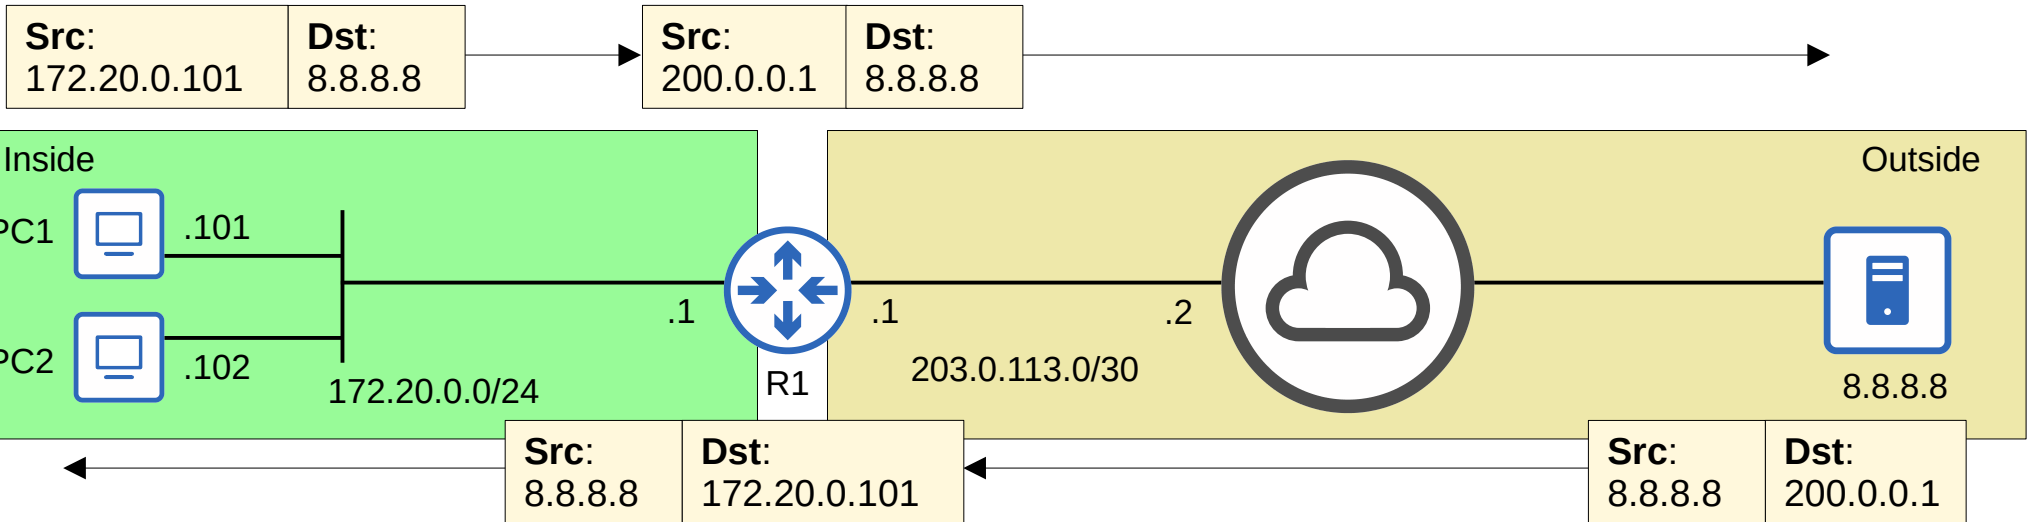 Src: Dst: Src: Dst:
172.20.0.101 8.8.8.8 200.0.0.1 8.8.8.8
Inside Outside
PC1 .101
.1 .1 .2
PC2 .102
172.20.0.0/24 R1 203.0.113.0/30 8.8.8.8
Src: Dst: Src: Dst:
8.8.8.8 172.20.0.101 8.8.8.8 200.0.0.1